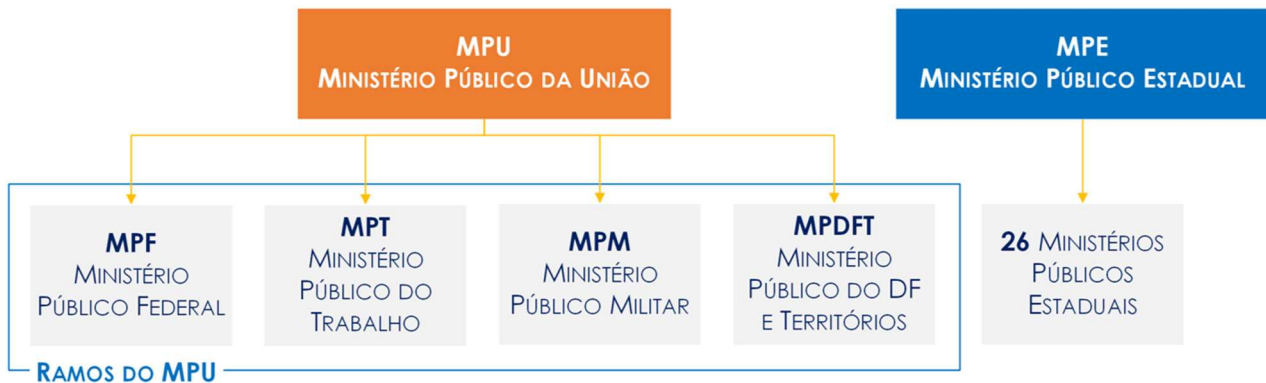 MPU
MINISTÉRIO PÚBLICO DA UNIÃO
MPE
MINISTÉRIO PÚBLICO ESTADUAL
MPF
MINISTÉRIO
PÚBLICO FEDERAL
MPT
MINISTÉRIO
PÚBLICO DO
TRABALHO
MPM
MINISTÉRIO
PÚBLICO MILITAR
MPDFT
MINISTÉRIO
PÚBLICO DO DF
E TERRITÓRIOS
26 MINISTÉRIOS
PÚBLICOS
ESTADUAIS
RAMOS DO MPU